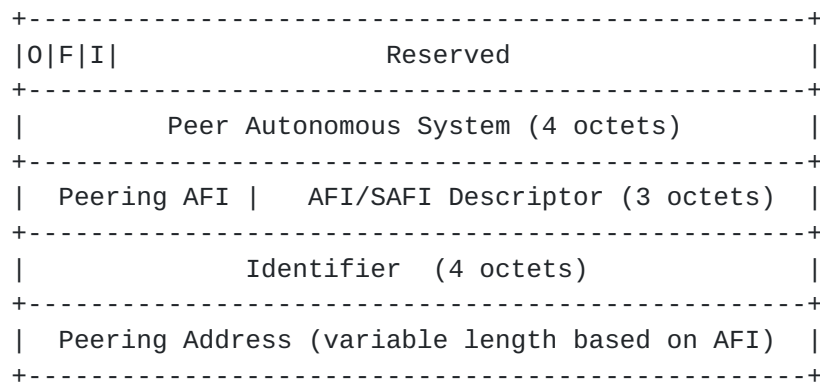 +--------------------------------------------------+
|O|F|I|                 Reserved                   |
+--------------------------------------------------+
|         Peer Autonomous System (4 octets)        |
+--------------------------------------------------+
|  Peering AFI |   AFI/SAFI Descriptor (3 octets)  |
+--------------------------------------------------+
|              Identifier  (4 octets)              |
+--------------------------------------------------+
|  Peering Address (variable length based on AFI)  |
+--------------------------------------------------+